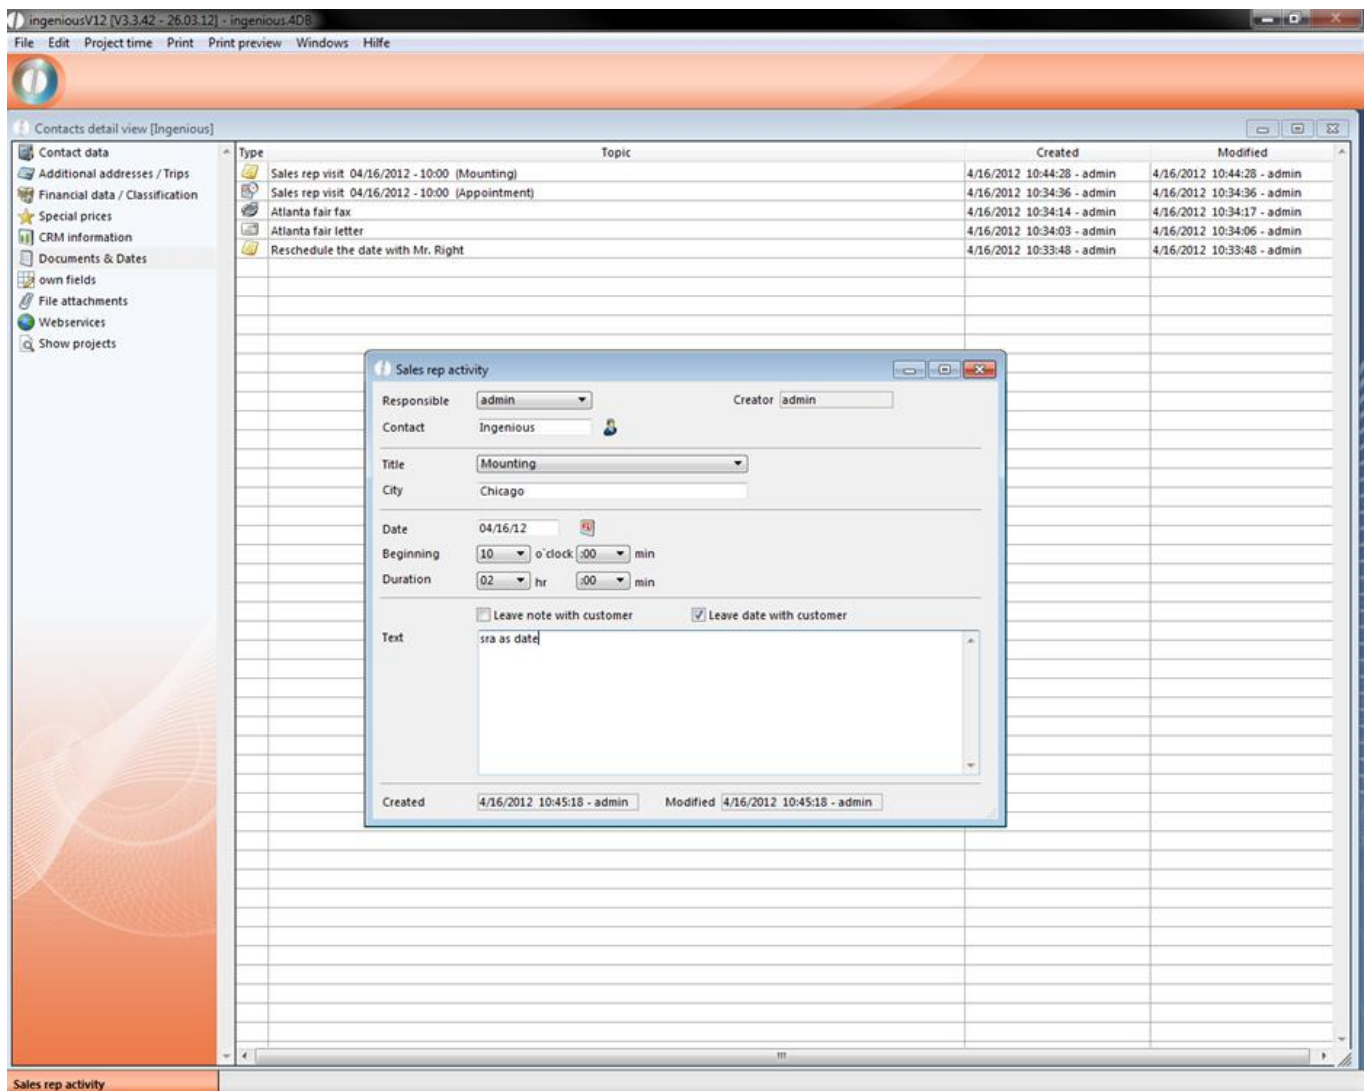 ingeniousV12 [V3.3.42 - 26.03.12] - ingenious.4DB
File Edit Project time Print Print preview Windows Hilfe
Contacts detail view [Ingenious]
Contact data
Additional addresses / Trips
Financial data / Classification
Special prices
CRM information
Documents & Dates
own fields
File attachments
Webservices
Show projects
Type Topic Created Modified
Sales rep visit 04/16/2012 - 10:00 (Mounting) 4/16/2012 10:44:28 - admin 4/16/2012 10:44:28 - admin
Sales rep visit 04/16/2012 - 10:00 (Appointment) 4/16/2012 10:34:36 - admin 4/16/2012 10:34:36 - admin
Atlanta fair fax 4/16/2012 10:34:14 - admin 4/16/2012 10:34:17 - admin
Atlanta fair letter 4/16/2012 10:34:03 - admin 4/16/2012 10:34:06 - admin
Reschedule the date with Mr. Right 4/16/2012 10:33:48 - admin 4/16/2012 10:33:48 - admin
Sales rep activity
Responsible admin Creator admin
Contact Ingenious
Title Mounting
City Chicago
Date 04/16/12
Beginning 10 o`clock :00 min
Duration 02 hr :00 min
Leave note with customer Leave date with customer
Text sra as date
Created 4/16/2012 10:45:18 - admin Modified 4/16/2012 10:45:18 - admin
Sales rep activity